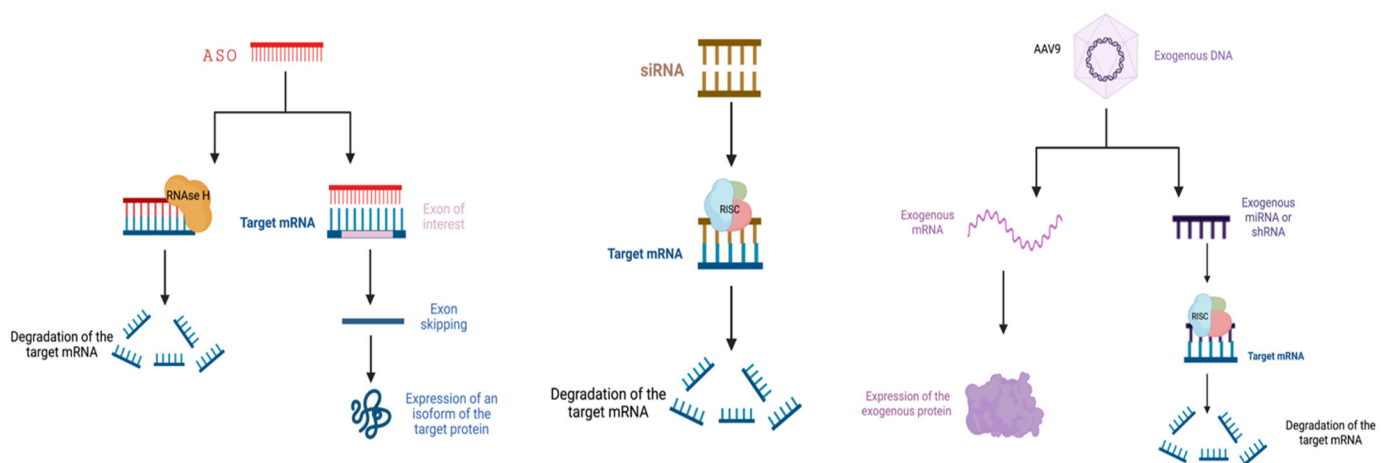 ASO
RNAse H
Target mRNA
Exon of
interest
Degradation of the
target mRNA
Exon
skipping
Expression of an
isoform of the
target protein
siRNA
RISC
Target mRNA
Degradation of the
target mRNA
AAV9
Exogenous DNA
Exogenous
mRNA
Exogenous
miRNA or
shRNA
RISC
Target mRNA
Expression of the
exogenous protein
Degradation of the
target mRNA